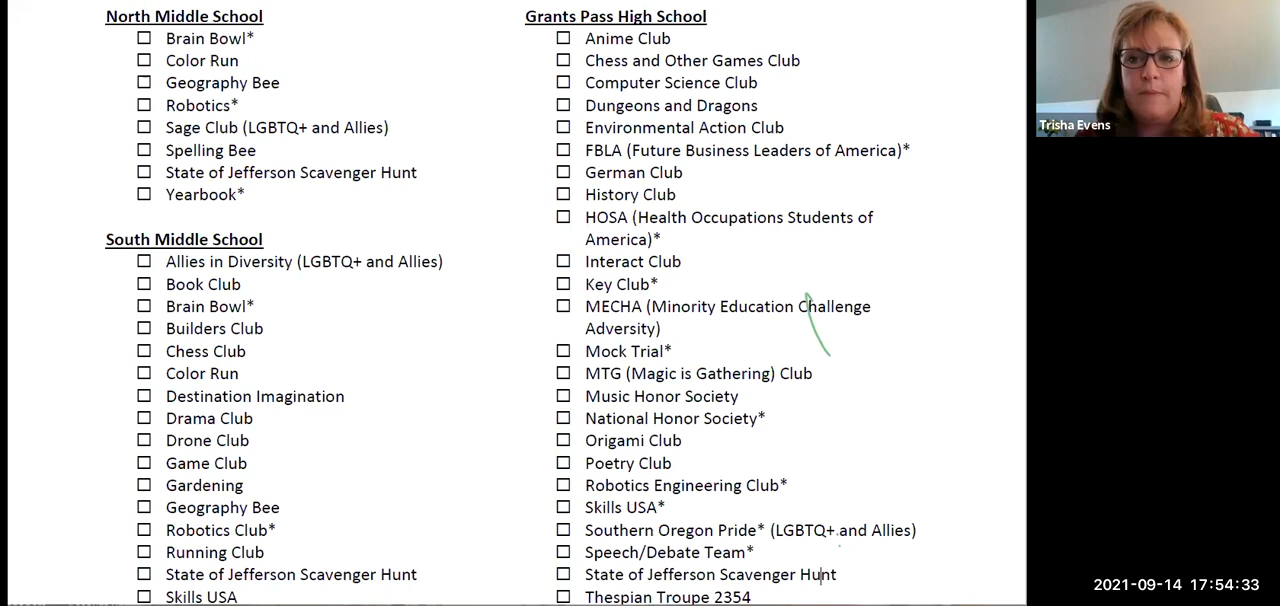 North Middle School
☐ Brain Bowl*
☐ Color Run
☐ Geography Bee
☐ Robotics*
☐ Sage Club (LGBTQ+ and Allies)
☐ Spelling Bee
☐ State of Jefferson Scavenger Hunt
☐ Yearbook*
South Middle School
☐ Allies in Diversity (LGBTQ+ and Allies)
☐ Book Club
☐ Brain Bowl*
☐ Builders Club
☐ Chess Club
☐ Color Run
☐ Destination Imagination
☐ Drama Club
☐ Drone Club
☐ Game Club
☐ Gardening
☐ Geography Bee
☐ Robotics Club*
☐ Running Club
☐ State of Jefferson Scavenger Hunt
☐ Skills USA
Grants Pass High School
☐ Anime Club
☐ Chess and Other Games Club
☐ Computer Science Club
☐ Dungeons and Dragons
☐ Environmental Action Club
☐ FBLA (Future Business Leaders of America)*
☐ German Club
☐ History Club
☐ HOSA (Health Occupations Students of
America)*
☐ Interact Club
☐ Key Club*
☐ MECHA (Minority Education Challenge
Adversity)
☐ Mock Trial*
☐ MTG (Magic is Gathering) Club
☐ Music Honor Society
☐ National Honor Society*
☐ Origami Club
☐ Poetry Club
☐ Robotics Engineering Club*
☐ Skills USA*
☐ Southern Oregon Pride* (LGBTQ+ and Allies)
☐ Speech/Debate Team*
☐ State of Jefferson Scavenger Hunt
☐ Thespian Troupe 2354
Trisha Evens
2021-09-14 17:54:33